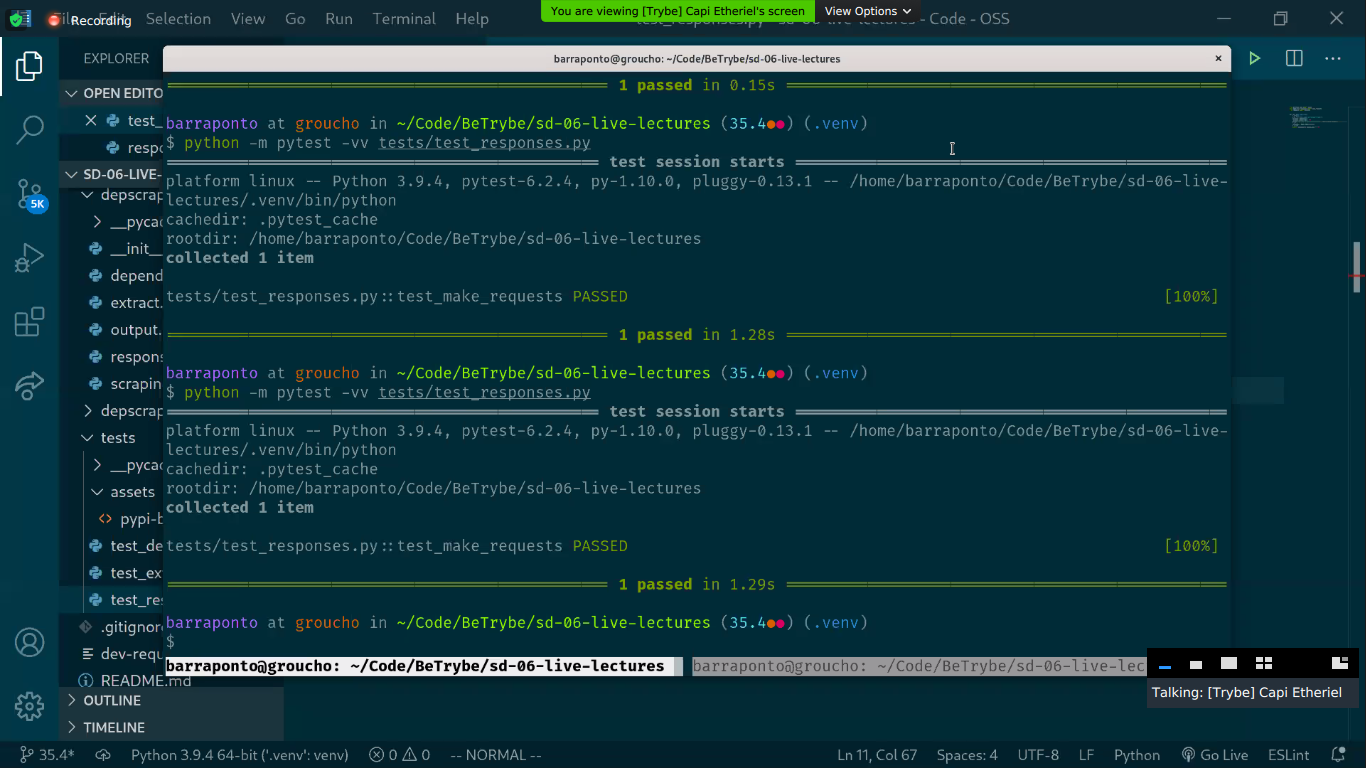 File Edit Selection View Go Run Terminal Help
Recording
You are viewing [Trybe] Capi Etheriel's screen
View Options
test_responses.py - sd-06-live-lectures - Code - OSS
EXPLORER
OPEN EDITO
test_
respo
SD-06-LIVE-
depscrap
__pyca
__init__
depend
extract.
output.
respons
scrapin
depscrap
tests
__pyca
assets
pypi-b
test_de
test_ex
test_res
.gitignore
dev-requ
README.md
OUTLINE
TIMELINE
5K
barraponto@groucho: ~/Code/BeTrybe/sd-06-live-lectures
1 passed in 0.15s
barraponto at groucho in ~/Code/BeTrybe/sd-06-live-lectures (35.4●●) (.venv)
$ python -m pytest -vv tests/test_responses.py
test session starts
platform linux -- Python 3.9.4, pytest-6.2.4, py-1.10.0, pluggy-0.13.1 -- /home/barraponto/Code/BeTrybe/sd-06-live-
lectures/.venv/bin/python
cachedir: .pytest_cache
rootdir: /home/barraponto/Code/BeTrybe/sd-06-live-lectures
collected 1 item
tests/test_responses.py::test_make_requests PASSED [100%]
1 passed in 1.28s
barraponto at groucho in ~/Code/BeTrybe/sd-06-live-lectures (35.4●●) (.venv)
$ python -m pytest -vv tests/test_responses.py
test session starts
platform linux -- Python 3.9.4, pytest-6.2.4, py-1.10.0, pluggy-0.13.1 -- /home/barraponto/Code/BeTrybe/sd-06-live-
lectures/.venv/bin/python
cachedir: .pytest_cache
rootdir: /home/barraponto/Code/BeTrybe/sd-06-live-lectures
collected 1 item
tests/test_responses.py::test_make_requests PASSED [100%]
1 passed in 1.29s
barraponto at groucho in ~/Code/BeTrybe/sd-06-live-lectures (35.4●●) (.venv)
$
barraponto@groucho: ~/Code/BeTrybe/sd-06-live-lectures
barraponto@groucho: ~/Code/BeTrybe/sd-06-live-lec
Talking: [Trybe] Capi Etheriel
35.4* Python 3.9.4 64-bit ('.venv': venv) 0 0 -- NORMAL -- Ln 11, Col 67 Spaces: 4 UTF-8 LF Python Go Live ESLint